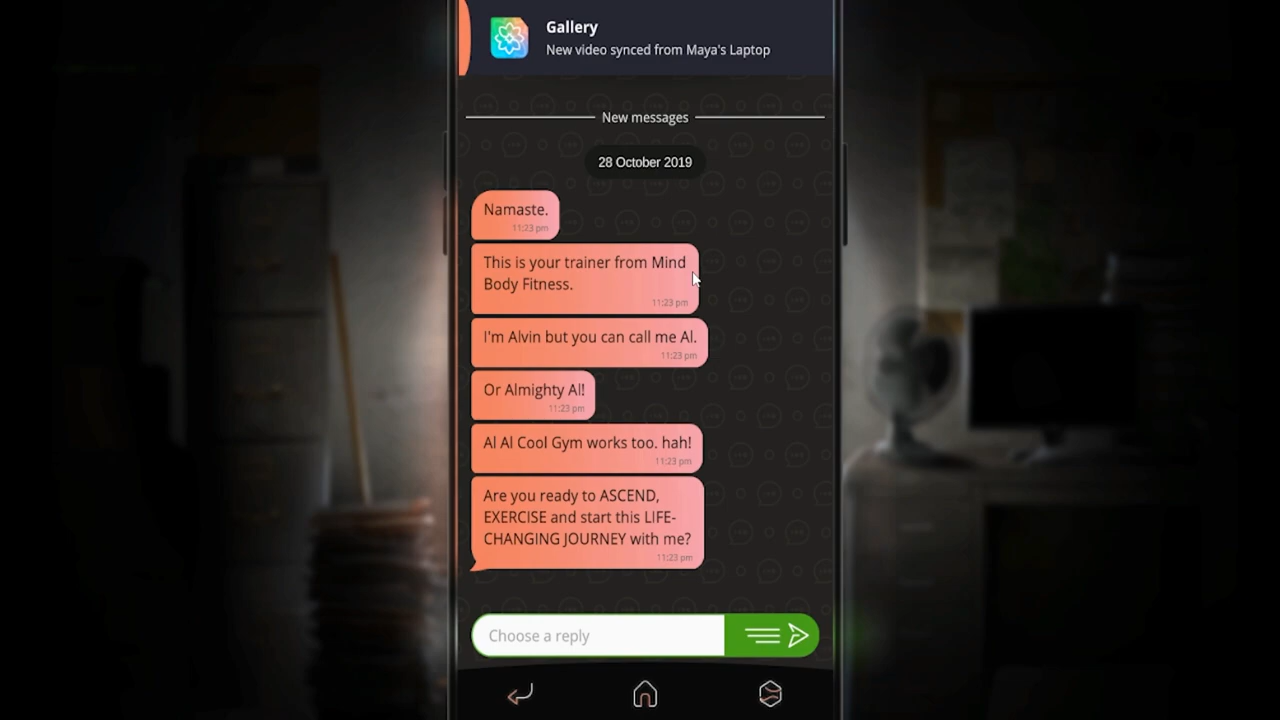 Gallery
New video synced from Maya's Laptop
New messages
28 October 2019
Namaste.
11:23 pm
This is your trainer from Mind
Body Fitness.
11:23 pm
I'm Alvin but you can call me Al.
11:23 pm
Or Almighty Al!
11:23 pm
Al Al Cool Gym works too. hah!
11:23 pm
Are you ready to ASCEND,
EXERCISE and start this LIFE-
CHANGING JOURNEY with me?
11:23 pm
Choose a reply